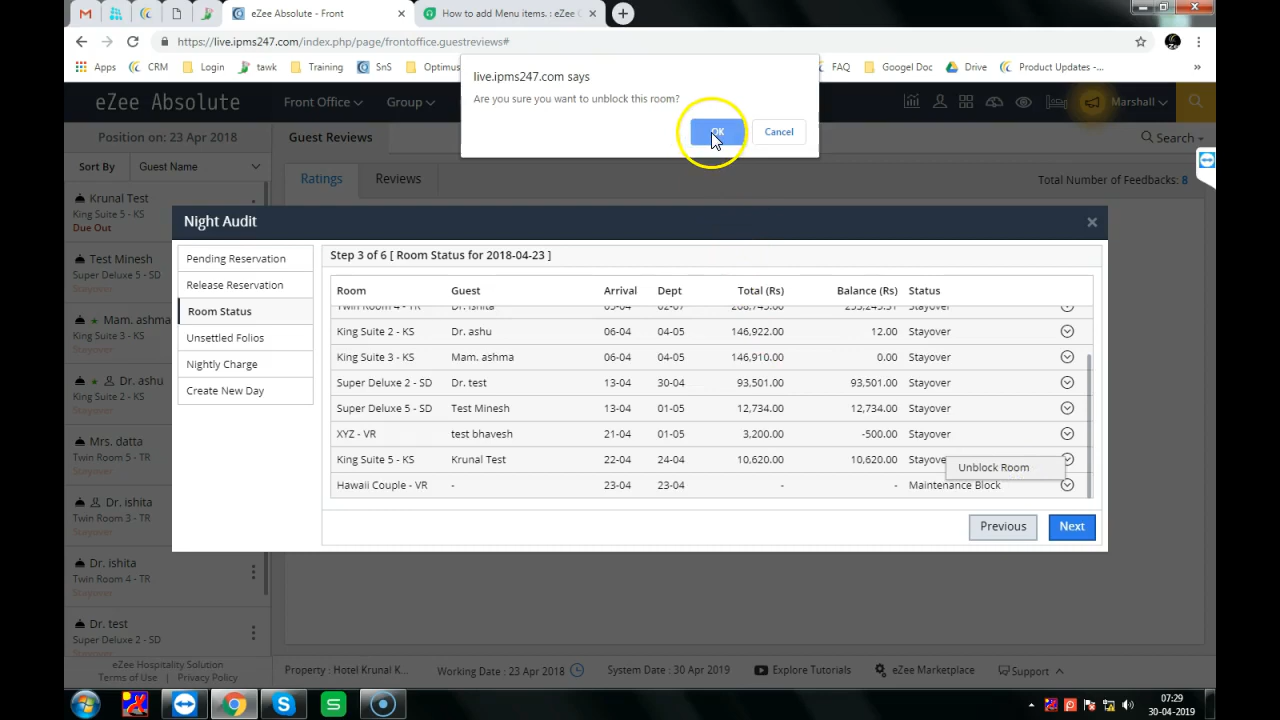 eZee Absolute - Front
How to add Menu items. : eZee
https://live.ipms247.com/index.php/page/frontoffice.guestreviews#
Apps CRM Login tawk Training SnS Optimus FAQ Googel Doc Drive Product Updates -... »
live.ipms247.com says
Are you sure you want to unblock this room?
OK Cancel
eZee Absolute Front Office Group Marshall
Position on: 23 Apr 2018 Guest Reviews Search
Sort By Guest Name Ratings Reviews Total Number of Feedbacks: 8
Krunal Test
King Suite 5 - KS
Due Out
Test Minesh
Super Deluxe 5 - SD
Stayover
Mam. ashma
King Suite 3 - KS
Stayover
Dr. ashu
King Suite 2 - KS
Stayover
Mrs. datta
Twin Room 5 - TR
Stayover
Dr. ishita
Twin Room 3 - TR
Stayover
Dr. ishita
Twin Room 4 - TR
Stayover
Dr. test
Super Deluxe 2 - SD
Night Audit
Pending Reservation
Release Reservation
Room Status
Unsettled Folios
Nightly Charge
Create New Day
Step 3 of 6 [ Room Status for 2018-04-23 ]
Room Guest Arrival Dept Total (Rs) Balance (Rs) Status
Twin Room 4 - TR Dr. ishita
King Suite 2 - KS Dr. ashu 06-04 04-05 146,922.00 12.00 Stayover
King Suite 3 - KS Mam. ashma 06-04 04-05 146,910.00 0.00 Stayover
Super Deluxe 2 - SD Dr. test 13-04 30-04 93,501.00 93,501.00 Stayover
Super Deluxe 5 - SD Test Minesh 13-04 01-05 12,734.00 12,734.00 Stayover
XYZ - VR test bhavesh 21-04 01-05 3,200.00 -500.00 Stayover
King Suite 5 - KS Krunal Test 22-04 24-04 10,620.00 10,620.00 Stayove
Unblock Room
Hawaii Couple - VR - 23-04 23-04 - - Maintenance Block
Previous Next
eZee Hospitality Solution
Terms of Use | Privacy Policy
Property : Hotel Krunal K... Working Date : 23 Apr 2018 System Date : 30 Apr 2019 Explore Tutorials eZee Marketplace Support
07:29
30-04-2019